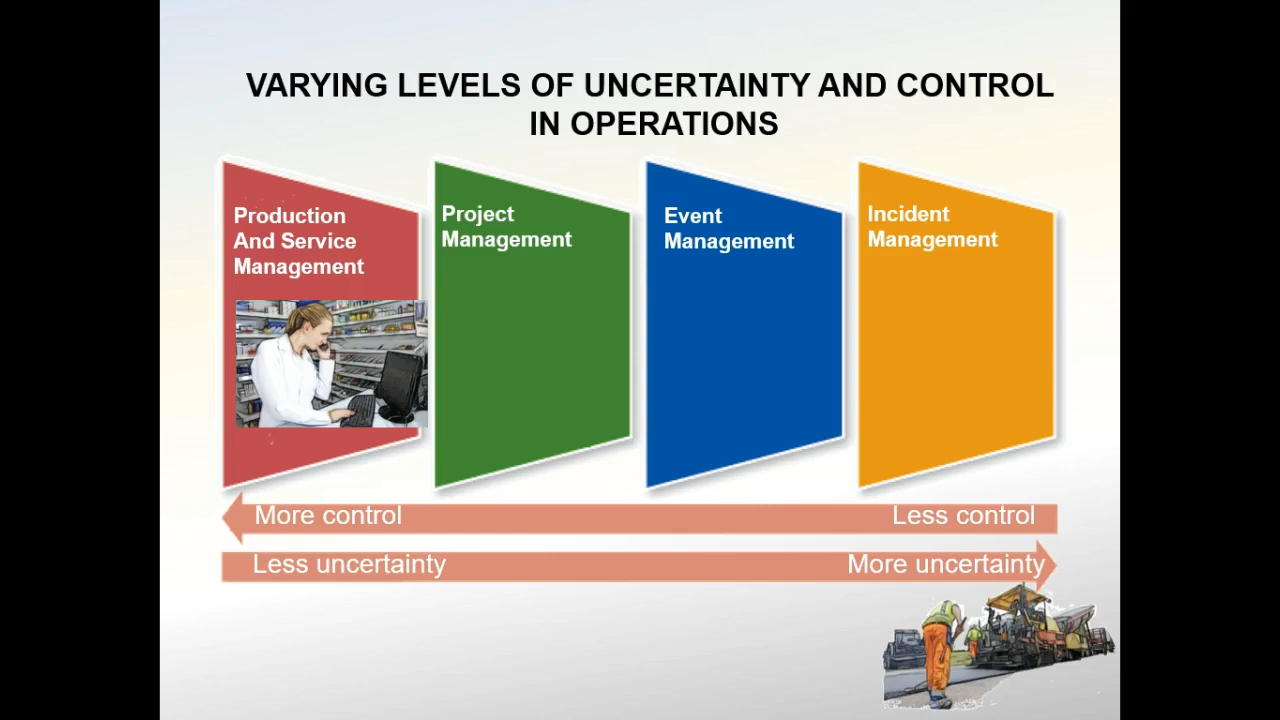 VARYING LEVELS OF UNCERTAINTY AND CONTROL
IN OPERATIONS
Production
And Service
Management
Project
Management
Event
Management
Incident
Management
More control
Less control
Less uncertainty
More uncertainty